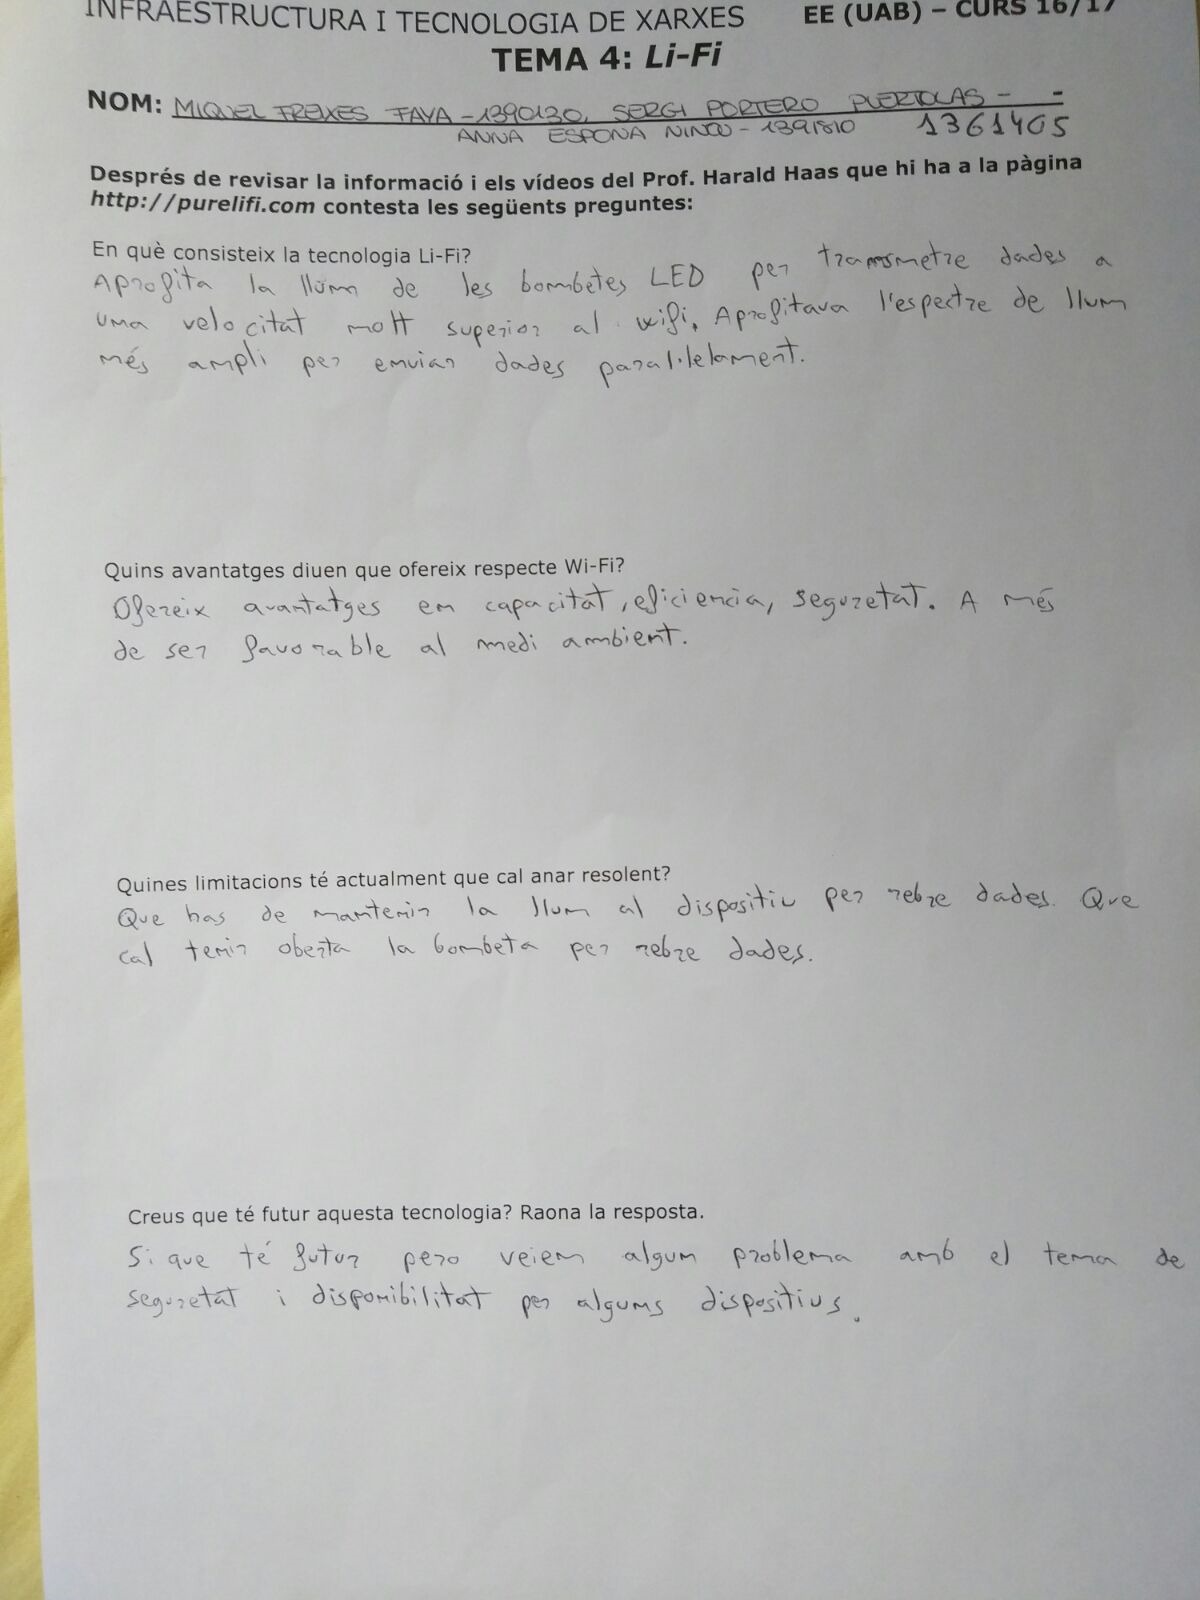 INFRAESTRUCTURA I TECNOLOGIA DE XARXES EE (UAB) – CURS 16/17
TEMA 4: Li-Fi
NOM: MIQUEL FREIXES FAYA - 1390130, SERGI PORTERO PUERTOLAS - -
ANNA ESPONA - 1391810 1361405
Després de revisar la informació i els vídeos del Prof. Harald Haas que hi ha a la pàgina
http://purelifi.com contesta les següents preguntes:
En què consisteix la tecnologia Li-Fi?
Aprofita la llum de les bombetes LED per transmetre dades a
una velocitat molt superior al wifi. Aprofitava l'espectre de llum
més ampli per enviar dades paral·lelament.
Quins avantatges diuen que ofereix respecte Wi-Fi?
Ofereix avantatges en capacitat, eficiencia, seguretat. A més
de ser favorable al medi ambient.
Quines limitacions té actualment que cal anar resolent?
Que has de mantenir la llum al dispositiu per rebre dades. Que
cal tenir oberta la bombeta per rebre dades.
Creus que té futur aquesta tecnologia? Raona la resposta.
Si que té futur pero veiem algun problema amb el tema de
seguretat i disponibilitat per alguns dispositius.